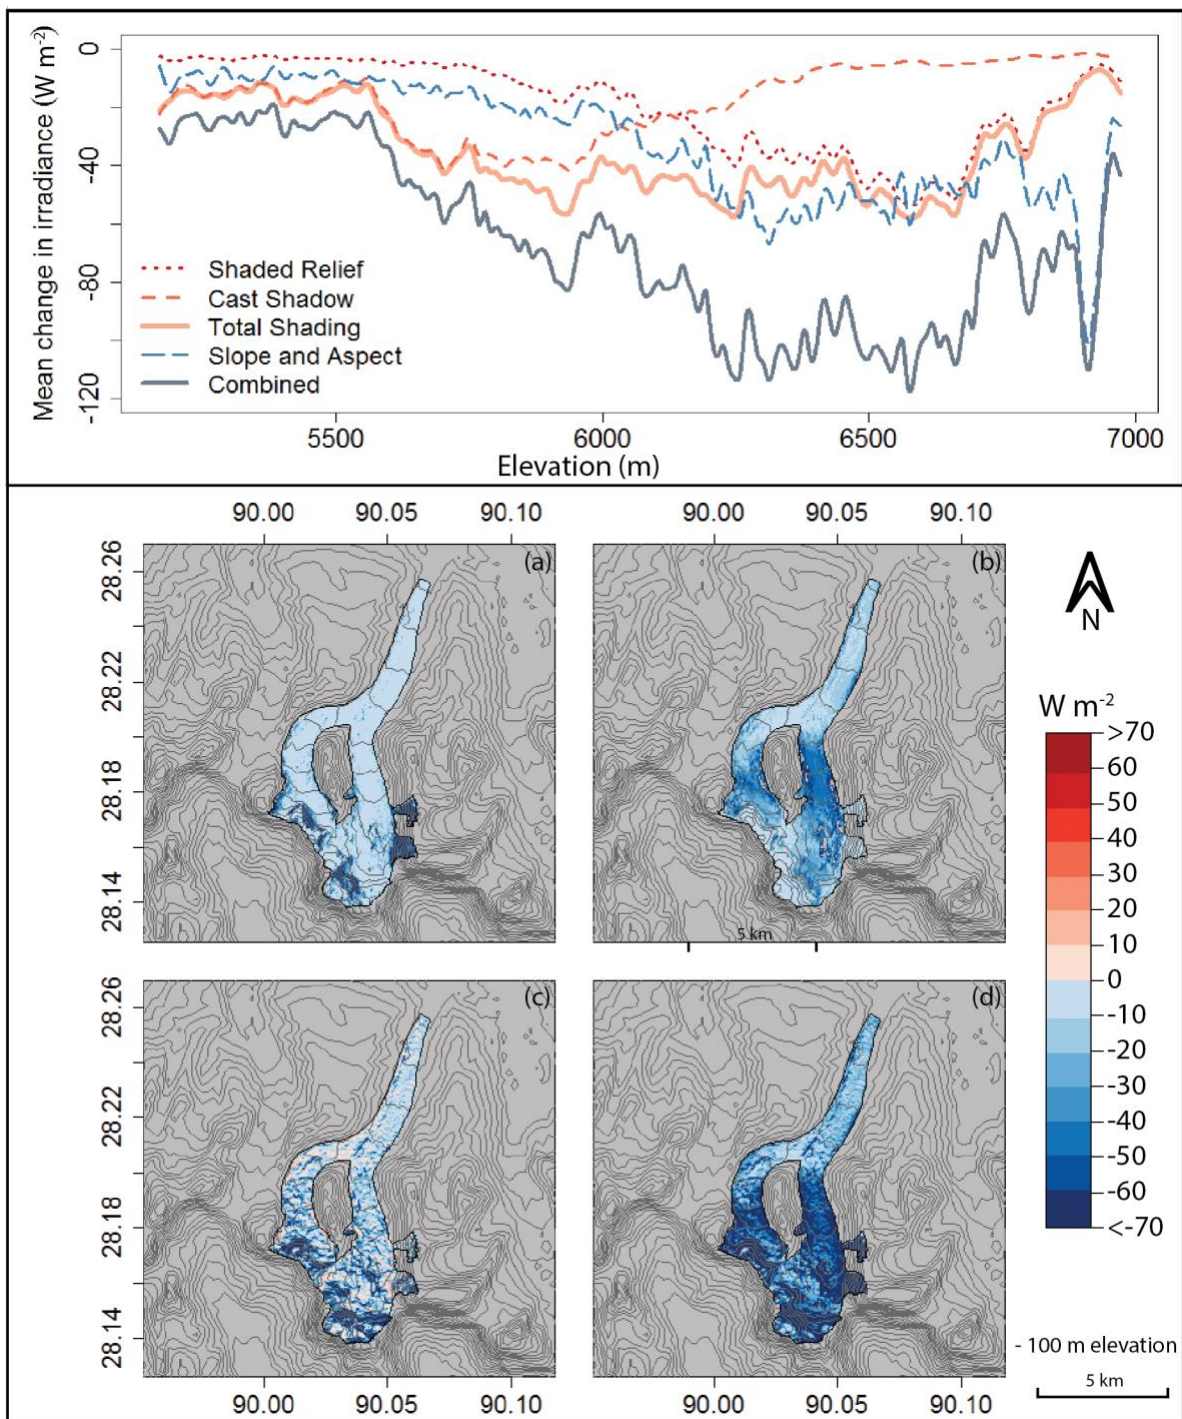 Mean change in irradiance (W m-2)
0
-40
-80
-120
Shaded Relief
Cast Shadow
Total Shading
Slope and Aspect
Combined
5500 6000 6500 7000
Elevation (m)
90.00 90.05 90.10 90.00 90.05 90.10
28.26
28.22
28.18
28.14
(a)
(b)
5 km
N
28.26
28.22
28.18
28.14
(c)
(d)
90.00 90.05 90.10 90.00 90.05 90.10
W m-2
>70
60
50
40
30
20
10
0
-10
-20
-30
-40
-50
-60
<-70
- 100 m elevation
5 km